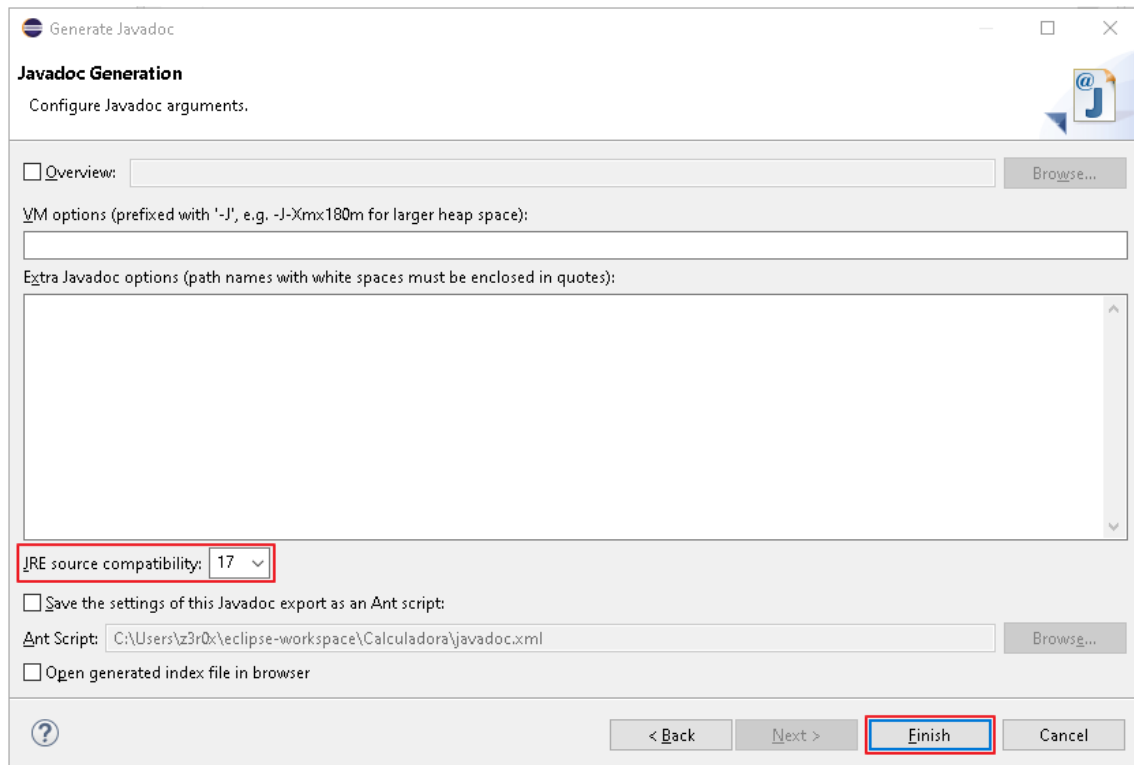 Generate Javadoc
Javadoc Generation
Configure Javadoc arguments.
@J
Overview:
Browse...
VM options (prefixed with '-J', e.g. -J-Xmx180m for larger heap space):
Extra Javadoc options (path names with white spaces must be enclosed in quotes):
JRE source compatibility: 17
Save the settings of this Javadoc export as an Ant script:
Ant Script: C:\Users\z3r0x\eclipse-workspace\Calculadora\javadoc.xml Browse...
Open generated index file in browser
? < Back Next > Finish Cancel